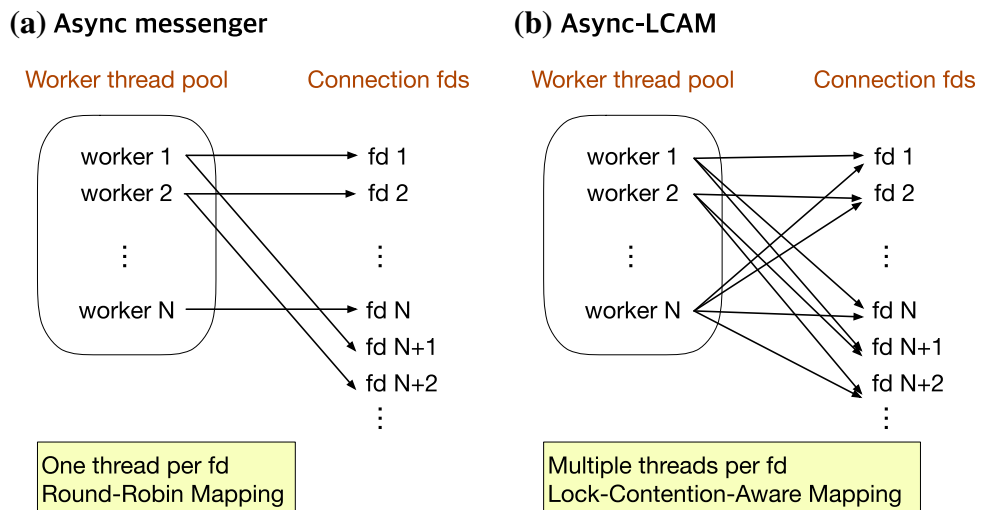 (a) Async messenger
Worker thread pool
Connection fds
worker 1
fd 1
worker 2
fd 2
⋮
⋮
worker N
fd N
fd N+1
fd N+2
⋮
One thread per fd
Round-Robin Mapping
(b) Async-LCAM
Worker thread pool
Connection fds
worker 1
fd 1
worker 2
fd 2
⋮
⋮
worker N
fd N
fd N+1
fd N+2
⋮
Multiple threads per fd
Lock-Contention-Aware Mapping